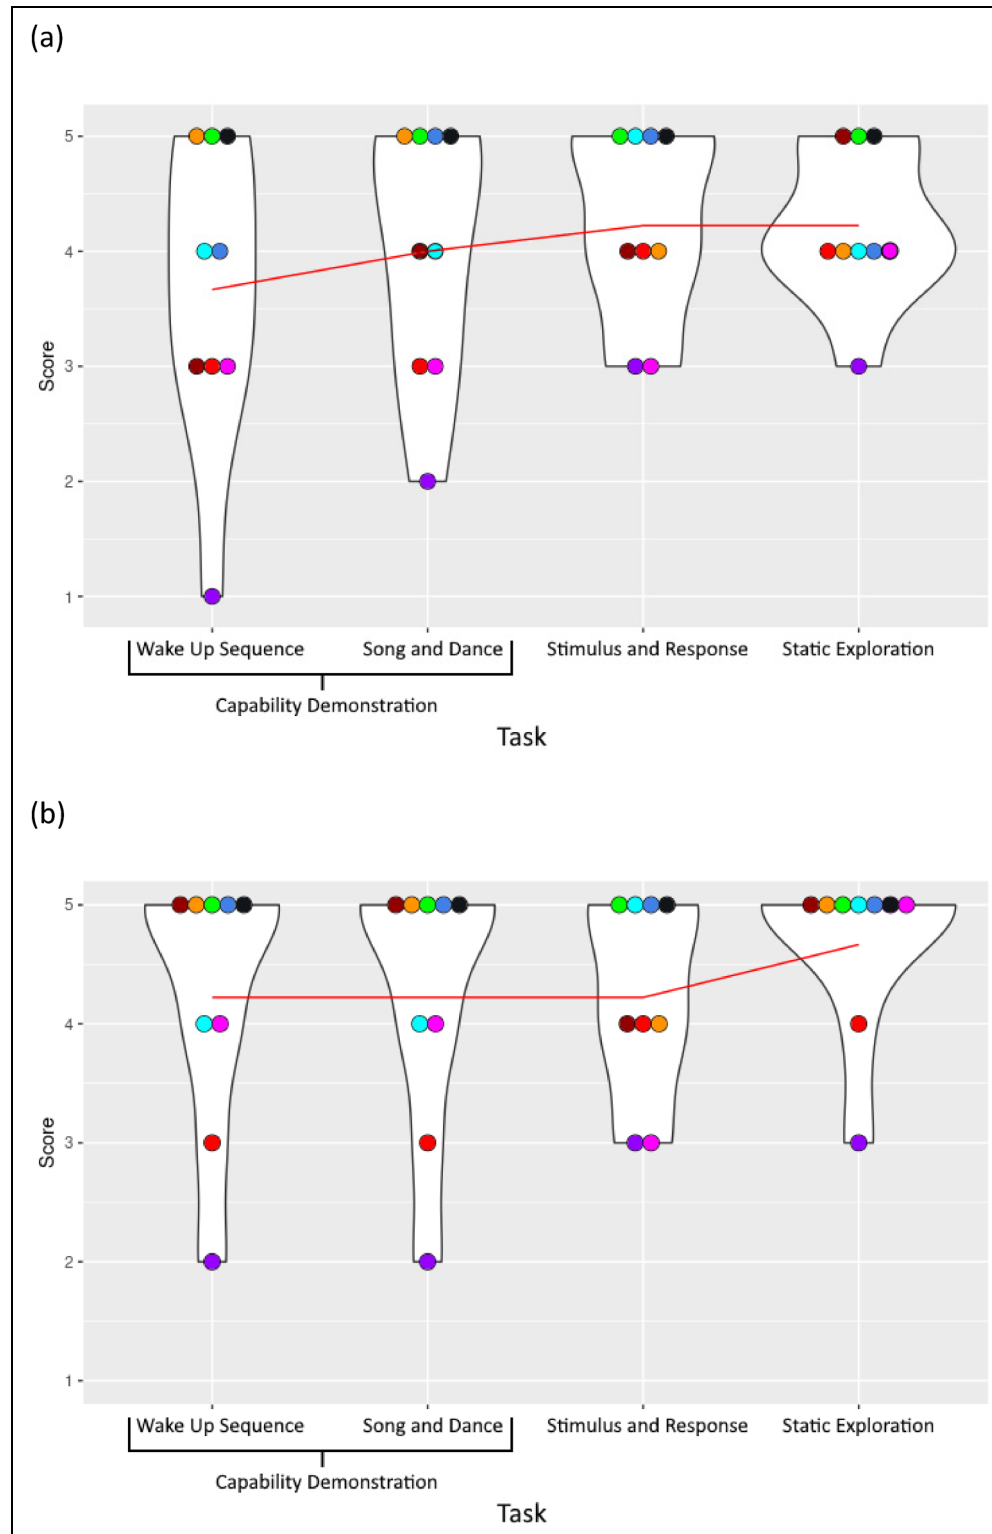 (a)
5
4
3
2
1
Score
Wake Up Sequence Song and Dance Stimulus and Response Static Exploration
Capability Demonstration
Task
(b)
5
4
3
2
1
Score
Wake Up Sequence Song and Dance Stimulus and Response Static Exploration
Capability Demonstration
Task